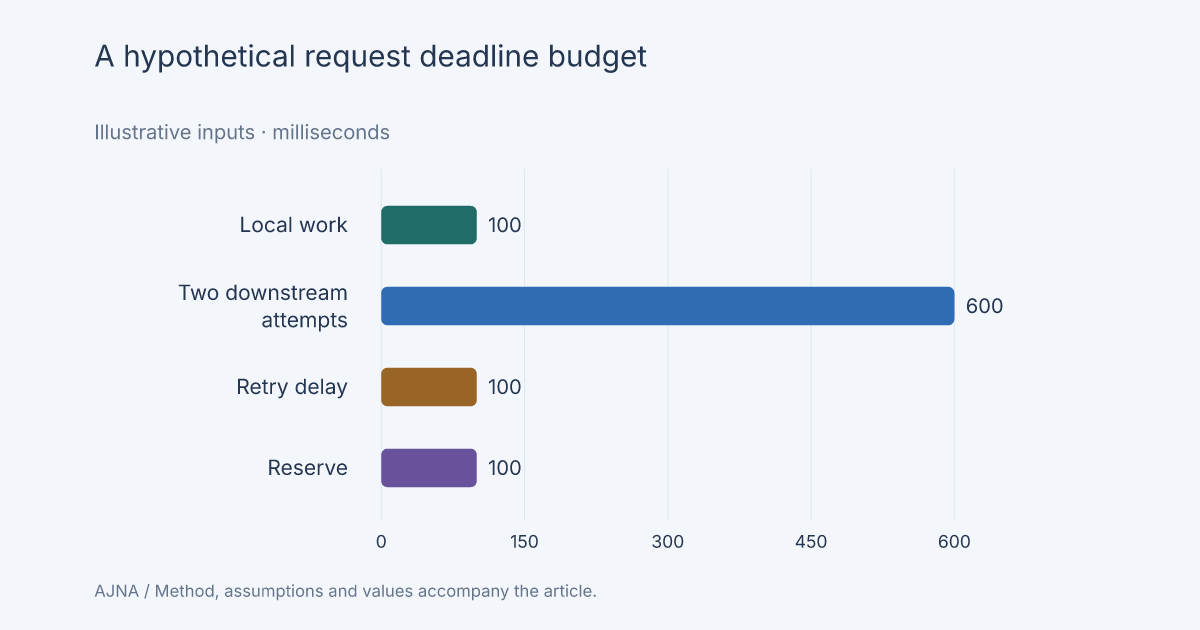 A hypothetical request deadline budget
Illustrative inputs · milliseconds
Local work
100
Two downstream
attempts
600
Retry delay
100
Reserve
100
0 150 300 450 600
AJNA / Method, assumptions and values accompany the article.